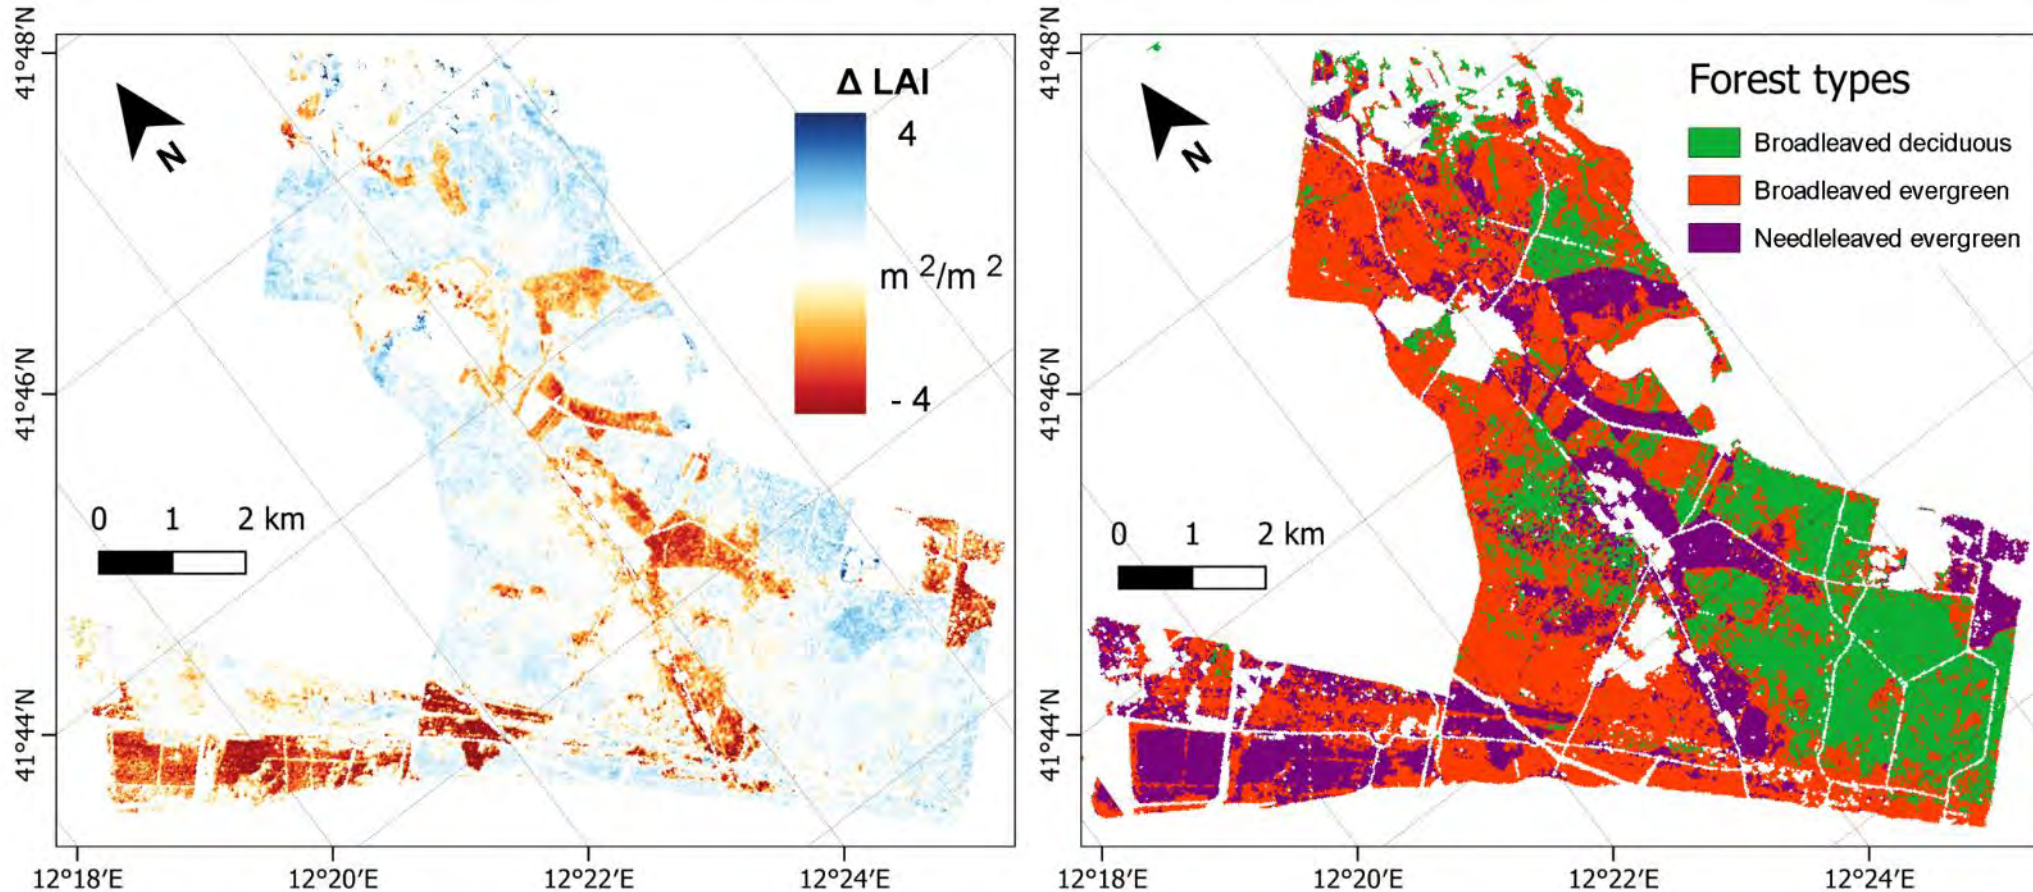 41°48′N
41°46′N
41°44′N
N
Δ LAI
4
m ²/m ²
- 4
0 1 2 km
12°18′E 12°20′E 12°22′E 12°24′E
41°48′N
41°46′N
41°44′N
N
Forest types
Broadleaved deciduous
Broadleaved evergreen
Needleleaved evergreen
0 1 2 km
12°18′E 12°20′E 12°22′E 12°24′E